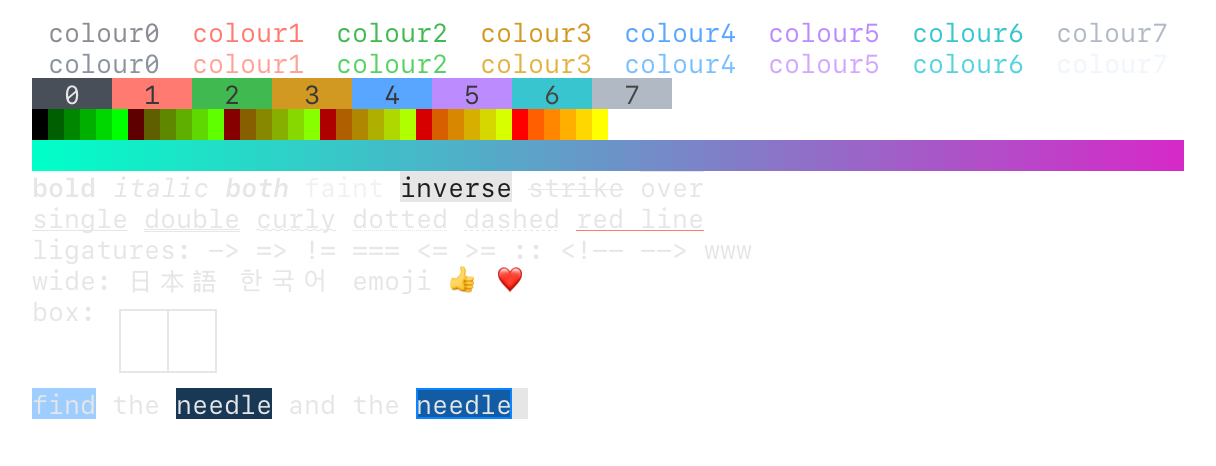 colour0 colour1 colour2 colour3 colour4 colour5 colour6 colour7
colour0 colour1 colour2 colour3 colour4 colour5 colour6 colour7
0 1 2 3 4 5 6 7
bold italic both faint inverse strike over
single double curly dotted dashed red line
ligatures: -> => != === <= >= :: <!-- --> www
wide: 日本語 한국어 emoji 👍 ❤️
box:
find the needle and the needle